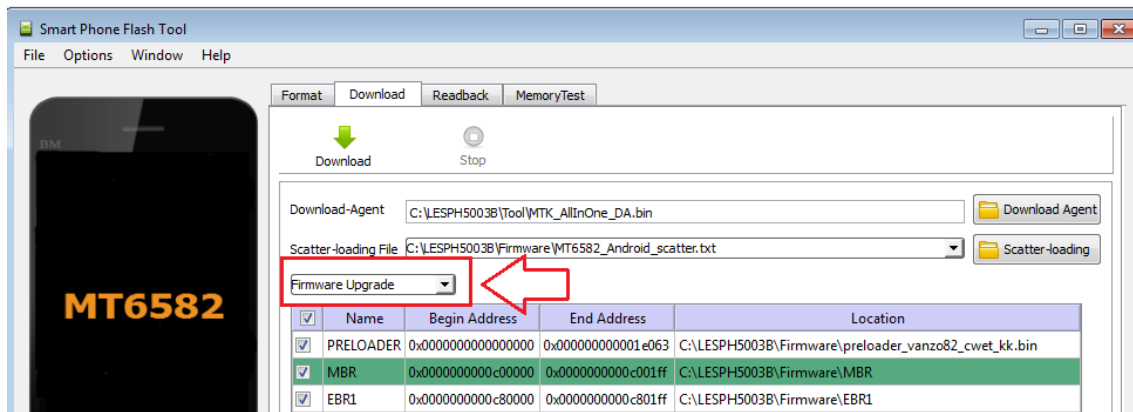 Smart Phone Flash Tool
File Options Window Help
Format Download Readback MemoryTest
BM
Download Stop
Download-Agent C:\LESPH5003B\Tool\MTK_AllInOne_DA.bin Download Agent
Scatter-loading File C:\LESPH5003B\Firmware\MT6582_Android_scatter.txt Scatter-loading
Firmware Upgrade
MT6582
Name Begin Address End Address Location
PRELOADER 0x0000000000000000 0x000000000001e063 C:\LESPH5003B\Firmware\preloader_vanzo82_cwet_kk.bin
MBR 0x0000000000c00000 0x0000000000c001ff C:\LESPH5003B\Firmware\MBR
EBR1 0x0000000000c80000 0x0000000000c801ff C:\LESPH5003B\Firmware\EBR1